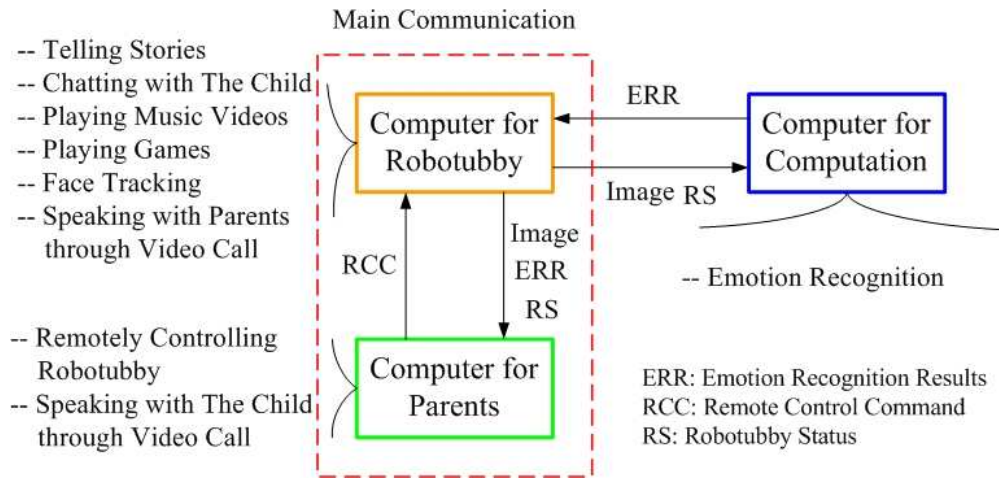 Main Communication
-- Telling Stories
-- Chatting with The Child
-- Playing Music Videos
-- Playing Games
-- Face Tracking
-- Speaking with Parents
through Video Call
Computer for
Robotubby
ERR
Image RS
Computer for
Computation
-- Emotion Recognition
RCC
Image
ERR
RS
-- Remotely Controlling
Robotubby
-- Speaking with The Child
through Video Call
Computer for
Parents
ERR: Emotion Recognition Results
RCC: Remote Control Command
RS: Robotubby Status